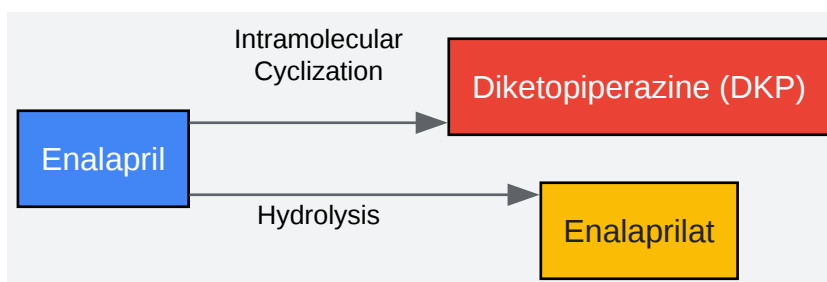 Intramolecular
Cyclization
Diketopiperazine (DKP)
Enalapril
Hydrolysis
Enalaprilat